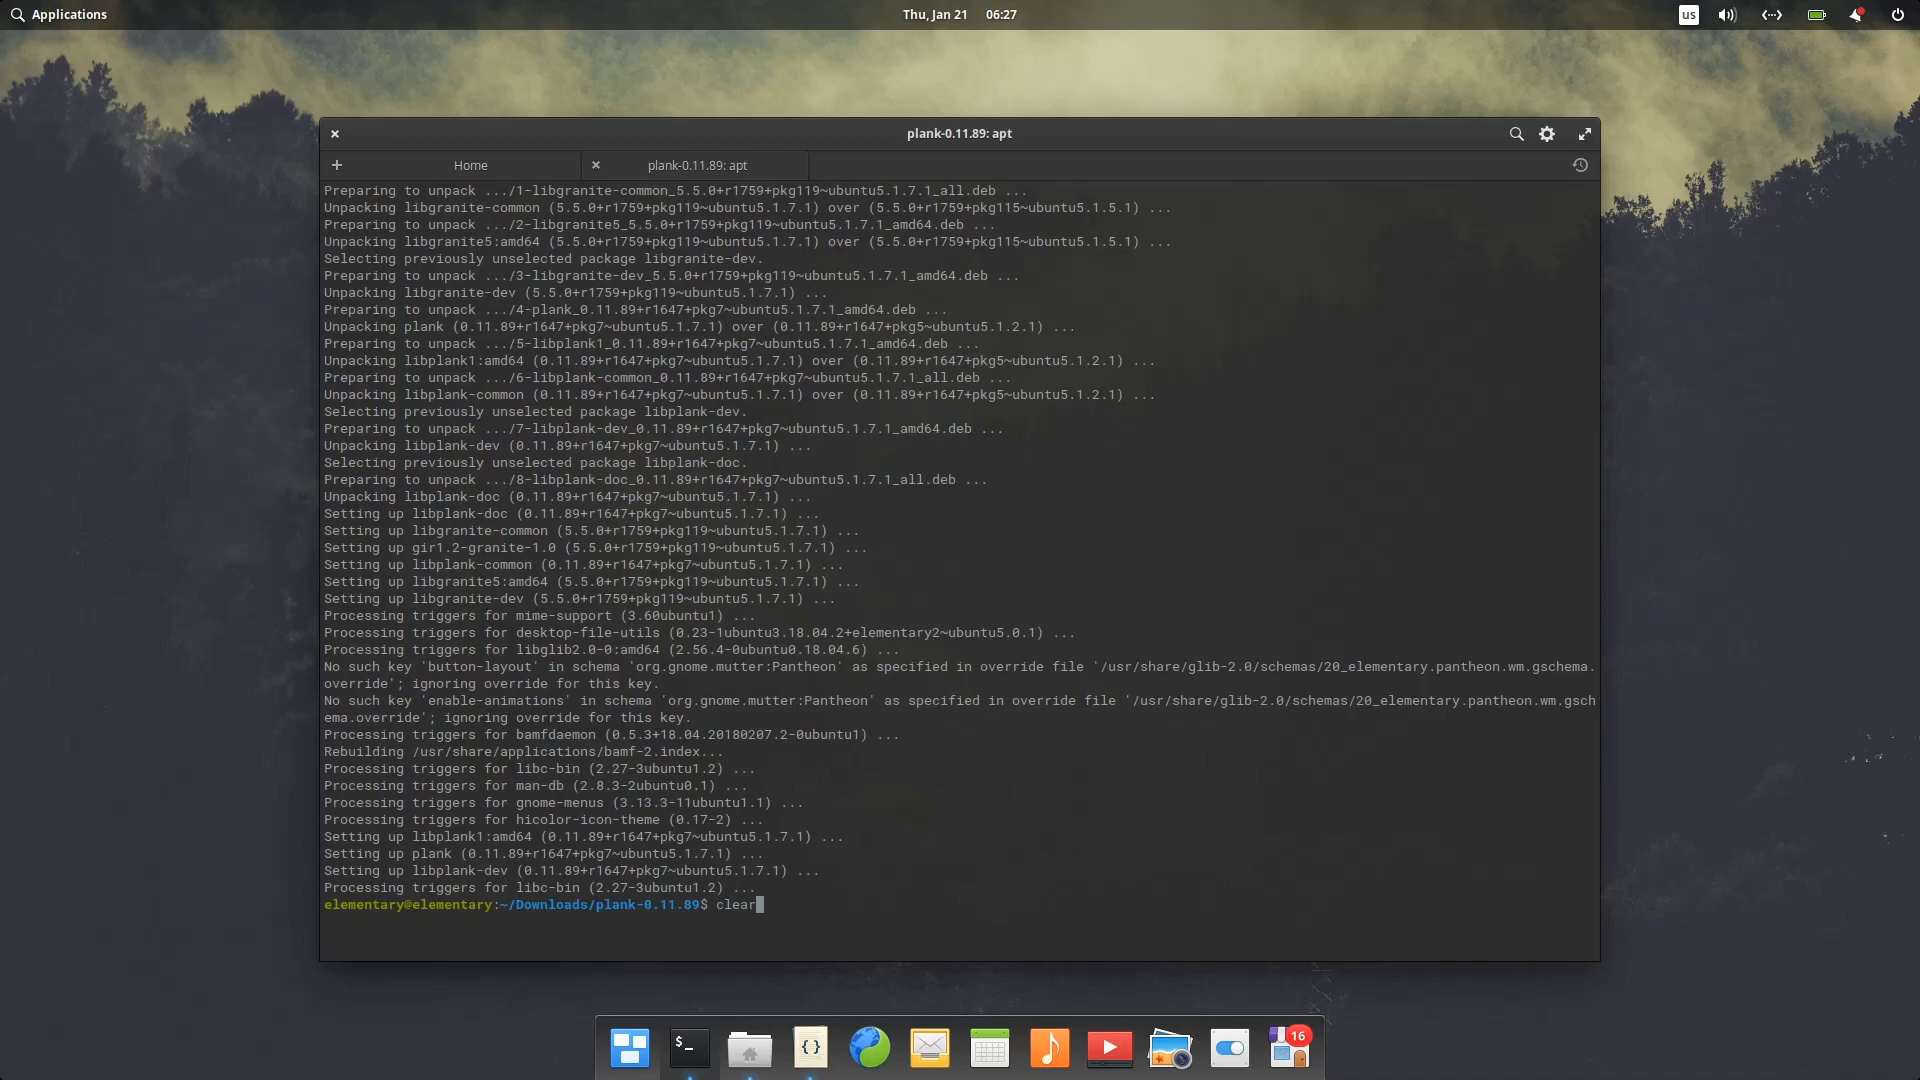 Applications
Thu, Jan 21 06:27
us
plank-0.11.89: apt
Home
plank-0.11.89: apt
Preparing to unpack .../1-libgranite-common_5.5.0+r1759+pkg119~ubuntu5.1.7.1_all.deb ...
Unpacking libgranite-common (5.5.0+r1759+pkg119~ubuntu5.1.7.1) over (5.5.0+r1759+pkg115~ubuntu5.1.5.1) ...
Preparing to unpack .../2-libgranite5_5.5.0+r1759+pkg119~ubuntu5.1.7.1_amd64.deb ...
Unpacking libgranite5:amd64 (5.5.0+r1759+pkg119~ubuntu5.1.7.1) over (5.5.0+r1759+pkg115~ubuntu5.1.5.1) ...
Selecting previously unselected package libgranite-dev.
Preparing to unpack .../3-libgranite-dev_5.5.0+r1759+pkg119~ubuntu5.1.7.1_amd64.deb ...
Unpacking libgranite-dev (5.5.0+r1759+pkg119~ubuntu5.1.7.1) ...
Preparing to unpack .../4-plank_0.11.89+r1647+pkg7~ubuntu5.1.7.1_amd64.deb ...
Unpacking plank (0.11.89+r1647+pkg7~ubuntu5.1.7.1) over (0.11.89+r1647+pkg5~ubuntu5.1.2.1) ...
Preparing to unpack .../5-libplank1_0.11.89+r1647+pkg7~ubuntu5.1.7.1_amd64.deb ...
Unpacking libplank1:amd64 (0.11.89+r1647+pkg7~ubuntu5.1.7.1) over (0.11.89+r1647+pkg5~ubuntu5.1.2.1) ...
Preparing to unpack .../6-libplank-common_0.11.89+r1647+pkg7~ubuntu5.1.7.1_all.deb ...
Unpacking libplank-common (0.11.89+r1647+pkg7~ubuntu5.1.7.1) over (0.11.89+r1647+pkg5~ubuntu5.1.2.1) ...
Selecting previously unselected package libplank-dev.
Preparing to unpack .../7-libplank-dev_0.11.89+r1647+pkg7~ubuntu5.1.7.1_amd64.deb ...
Unpacking libplank-dev (0.11.89+r1647+pkg7~ubuntu5.1.7.1) ...
Selecting previously unselected package libplank-doc.
Preparing to unpack .../8-libplank-doc_0.11.89+r1647+pkg7~ubuntu5.1.7.1_all.deb ...
Unpacking libplank-doc (0.11.89+r1647+pkg7~ubuntu5.1.7.1) ...
Setting up libplank-doc (0.11.89+r1647+pkg7~ubuntu5.1.7.1) ...
Setting up libgranite-common (5.5.0+r1759+pkg119~ubuntu5.1.7.1) ...
Setting up gir1.2-granite-1.0 (5.5.0+r1759+pkg119~ubuntu5.1.7.1) ...
Setting up libplank-common (0.11.89+r1647+pkg7~ubuntu5.1.7.1) ...
Setting up libgranite5:amd64 (5.5.0+r1759+pkg119~ubuntu5.1.7.1) ...
Setting up libgranite-dev (5.5.0+r1759+pkg119~ubuntu5.1.7.1) ...
Processing triggers for mime-support (3.60ubuntu1) ...
Processing triggers for desktop-file-utils (0.23-1ubuntu3.18.04.2+elementary2~ubuntu5.0.1) ...
Processing triggers for libglib2.0-0:amd64 (2.56.4-0ubuntu0.18.04.6) ...
No such key 'button-layout' in schema 'org.gnome.mutter:Pantheon' as specified in override file '/usr/share/glib-2.0/schemas/20_elementary.pantheon.wm.gschema.
override'; ignoring override for this key.
No such key 'enable-animations' in schema 'org.gnome.mutter:Pantheon' as specified in override file '/usr/share/glib-2.0/schemas/20_elementary.pantheon.wm.gsch
ema.override'; ignoring override for this key.
Processing triggers for bamfdaemon (0.5.3+18.04.20180207.2-0ubuntu1) ...
Rebuilding /usr/share/applications/bamf-2.index...
Processing triggers for libc-bin (2.27-3ubuntu1.2) ...
Processing triggers for man-db (2.8.3-2ubuntu0.1) ...
Processing triggers for gnome-menus (3.13.3-11ubuntu1.1) ...
Processing triggers for hicolor-icon-theme (0.17-2) ...
Setting up libplank1:amd64 (0.11.89+r1647+pkg7~ubuntu5.1.7.1) ...
Setting up plank (0.11.89+r1647+pkg7~ubuntu5.1.7.1) ...
Setting up libplank-dev (0.11.89+r1647+pkg7~ubuntu5.1.7.1) ...
Processing triggers for libc-bin (2.27-3ubuntu1.2) ...
elementary@elementary:~/Downloads/plank-0.11.89$ clear
$_
{}
16